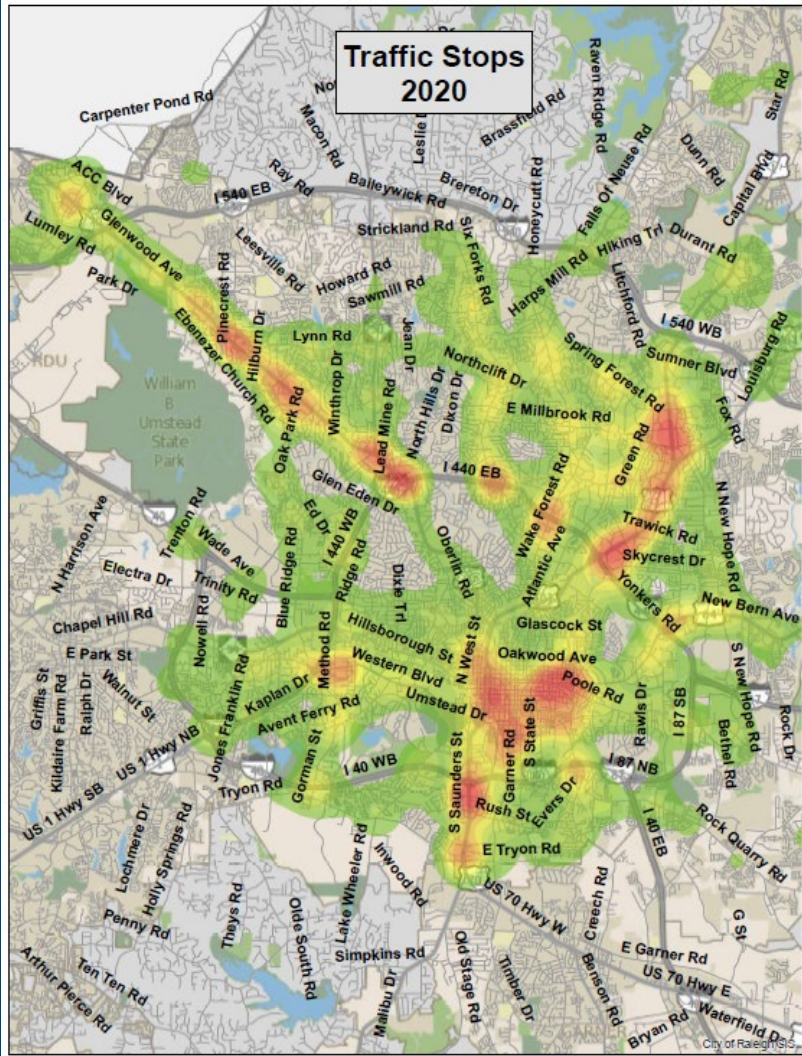 Traffic Stops
2020
Carpenter Pond Rd
Macon Rd
Brassfield Rd
Raven Ridge Rd
Star Rd
ACC Blvd
I 540 EB
Ray Rd
Baileywick Rd
Brereton Dr
Honeycutt Rd
Falls Of Neuse Rd
Dunn Rd
Capital Blvd
Lumley Rd
Glenwood Ave
Leesville Rd
Strickland Rd
Six Forks Rd
Hiking Trl
Durant Rd
Park Dr
Pinecrest Rd
Howard Rd
Sawmill Rd
Harps Mill Rd
Litchford Rd
RDU
Ebenezer Church Rd
Hilburn Dr
Lynn Rd
Jean Dr
Northclift Dr
Spring Forest Rd
I 540 WB
Sumner Blvd
Louisburg Rd
William
B
Umstead
State
Park
Winthrop Dr
Oak Park Rd
Lead Mine Rd
North Hills Dr
Dixon Dr
E Millbrook Rd
Green Rd
Fox Rd
Glen Eden Dr
I 440 EB
Wake Forest Rd
N New Hope Rd
N Harrison Ave
Trenton Rd
Wade Ave
Ed Dr
I 440 WB
Oberlin Rd
Atlantic Ave
Trawick Rd
Skycrest Dr
40
Electra Dr
Trinity Rd
Blue Ridge Rd
Ridge Rd
Dixie Trl
Yonkers Rd
New Bern Ave
Chapel Hill Rd
Nowell Rd
Hillsborough St
Glascock St
E Park St
Method Rd
Western Blvd
N West St
Oakwood Ave
Griffis St
Kildaire Farm Rd
Ralph Dr
Walnut St
Kaplan Dr
Umstead Dr
Poole Rd
S New Hope Rd
Jones Franklin Rd
Avent Ferry Rd
S State St
Rawls Dr
I 87 SB
Bethel Rd
Rock Dr
US 1 Hwy NB
Gorman St
I 40 WB
S Saunders St
Garner Rd
I 87 NB
US 1 Hwy SB
Tryon Rd
Rush St
Evers Dr
I 40 EB
Rock Quarry Rd
Lochmere Dr
Holly Springs Rd
Lake Wheeler Rd
Inwood Rd
E Tryon Rd
US 70 Hwy W
Creech Rd
Penny Rd
Theys Rd
Olde South Rd
Simpkins Rd
Old Stage Rd
Timber Dr
Benson Rd
E Garner Rd
G St
US 70 Hwy E
Arthur Pierce Rd
Ten Ten Rd
Malibu Dr
Bryan Rd
Waterfield D
City of Raleigh GIS